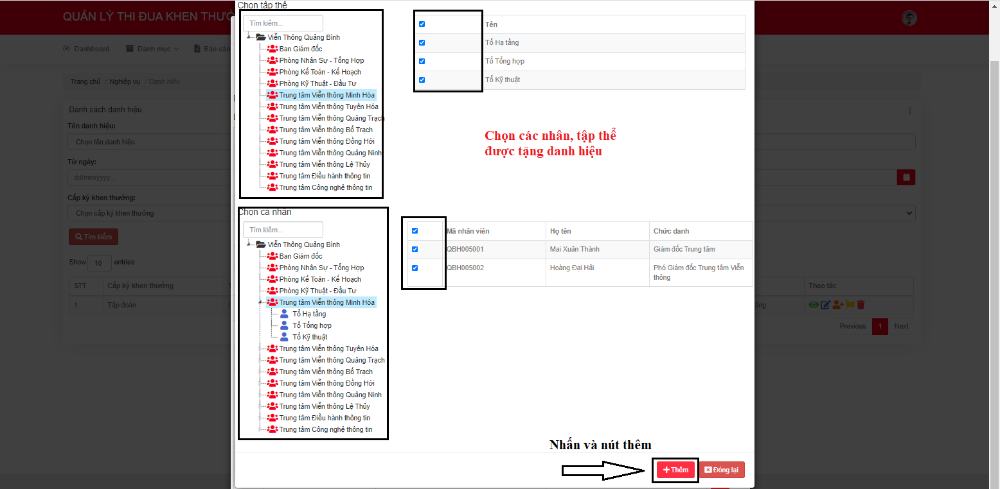 Chọn tập thể
QUẢN LÝ THI ĐUA KHEN THƯỞ
Dashboard
Danh mục
Báo cáo
Trang chủ / Nghiệp vụ / Danh hiệu
Danh sách danh hiệu
Tên danh hiệu:
Chọn tên danh hiệu
Từ ngày:
dd/mm/yyyy...
Cấp ký khen thưởng:
Chọn cấp ký khen thưởng
Tìm kiếm
Show 10 entries
STT Cấp ký khen thưởng
1 Tập đoàn
Tìm kiếm...
Viễn Thông Quảng Bình
Ban Giám đốc
Phòng Nhân Sự - Tổng Hợp
Phòng Kế Toán - Kế Hoạch
Phòng Kỹ Thuật - Đầu Tư
Trung tâm Viễn thông Minh Hóa
Trung tâm Viễn thông Tuyên Hóa
Trung tâm Viễn thông Quảng Trạch
Trung tâm Viễn thông Bố Trạch
Trung tâm Viễn thông Đồng Hới
Trung tâm Viễn thông Quảng Ninh
Trung tâm Viễn thông Lệ Thủy
Trung tâm Điều hành thông tin
Trung tâm Công nghệ thông tin
Tên
Tổ Hạ tầng
Tổ Tổng hợp
Tổ Kỹ thuật
Chọn các nhân, tập thể
được tặng danh hiệu
Chọn cá nhân
Tìm kiếm...
Viễn Thông Quảng Bình
Ban Giám đốc
Phòng Nhân Sự - Tổng Hợp
Phòng Kế Toán - Kế Hoạch
Phòng Kỹ Thuật - Đầu Tư
Trung tâm Viễn thông Minh Hóa
Tổ Hạ tầng
Tổ Tổng hợp
Tổ Kỹ thuật
Trung tâm Viễn thông Tuyên Hóa
Trung tâm Viễn thông Quảng Trạch
Trung tâm Viễn thông Bố Trạch
Trung tâm Viễn thông Đồng Hới
Trung tâm Viễn thông Quảng Ninh
Trung tâm Viễn thông Lệ Thủy
Trung tâm Điều hành thông tin
Trung tâm Công nghệ thông tin
Mã nhân viên Họ tên Chức danh
QBH005001 Mai Xuân Thành Giám đốc Trung tâm
QBH005002 Hoàng Đại Hải Phó Giám đốc Trung tâm Viễn
thông
Thao tác
Previous 1 Next
Nhấn và nút thêm
Thêm
Đóng lại